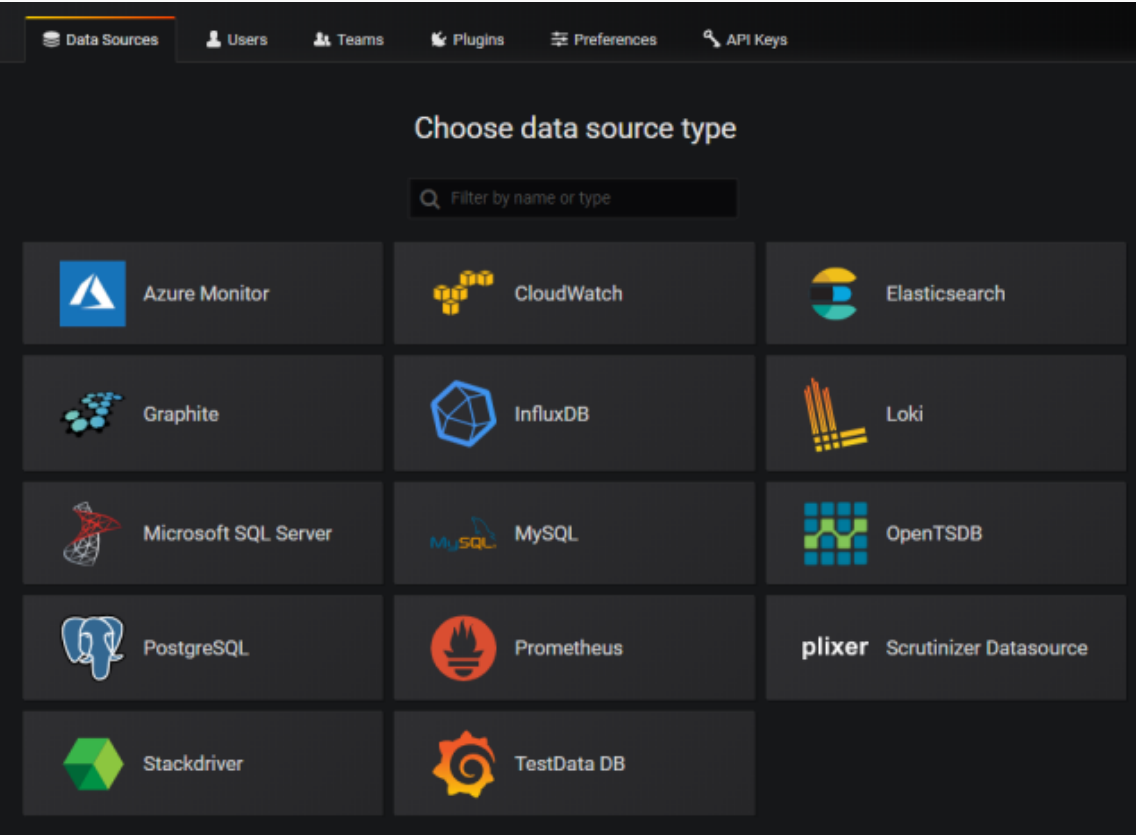 Data Sources Users Teams Plugins Preferences API Keys
Choose data source type
Filter by name or type
Azure Monitor CloudWatch Elasticsearch
Graphite InfluxDB Loki
Microsoft SQL Server MySQL MySQL OpenTSDB
PostgreSQL Prometheus plixer Scrutinizer Datasource
Stackdriver TestData DB